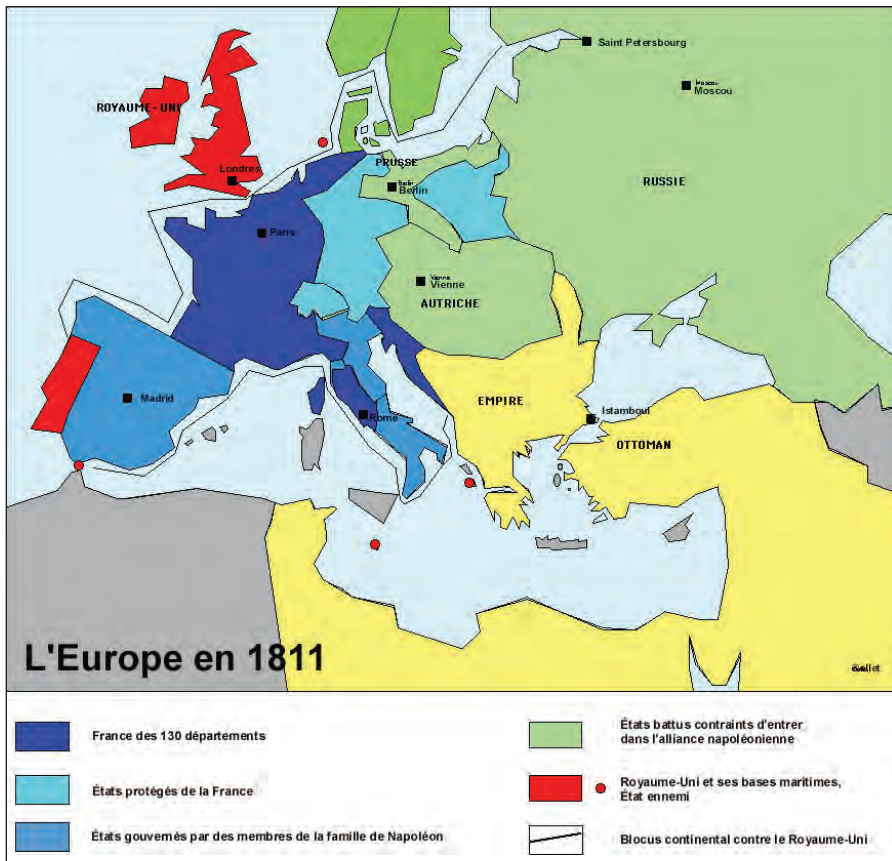 Saint Petersbourg
Moscou
Moscou
ROYAUME-UNI
PRUSSE
Londres
Berlin
Berlin
RUSSIE
Paris
Vienne
Vienne
AUTRICHE
Madrid
EMPIRE
Rome
Istamboul
OTTOMAN
L'Europe en 1811
France des 130 départements
États protégés de la France
États gouvernés par des membres de la famille de Napoléon
États battus contraints d'entrer
dans l'alliance napoléonienne
Royaume-Uni et ses bases maritimes,
État ennemi
Blocus continental contre le Royaume-Uni